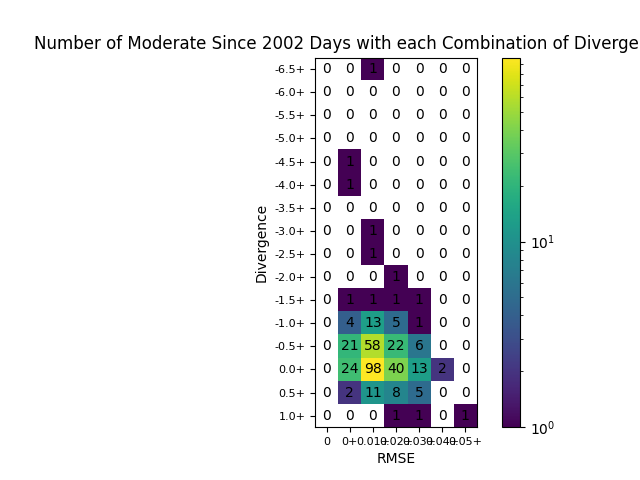 Number of Moderate Since 2002 Days with each Combination of Diverge
-6.5+ 0 0 1 0 0 0 0
-6.0+ 0 0 0 0 0 0 0
-5.5+ 0 0 0 0 0 0 0
-5.0+ 0 0 0 0 0 0 0
-4.5+ 0 1 0 0 0 0 0
-4.0+ 0 1 0 0 0 0 0
-3.5+ 0 0 0 0 0 0 0
-3.0+ 0 0 1 0 0 0 0
-2.5+ 0 0 1 0 0 0 0
-2.0+ 0 0 0 1 0 0 0
-1.5+ 0 1 1 1 1 0 0
-1.0+ 0 4 13 5 1 0 0
-0.5+ 0 21 58 22 6 0 0
0.0+ 0 24 98 40 13 2 0
0.5+ 0 2 11 8 5 0 0
1.0+ 0 0 0 1 1 0 1
0 0+
RMSE
Divergence
10¹
10⁰